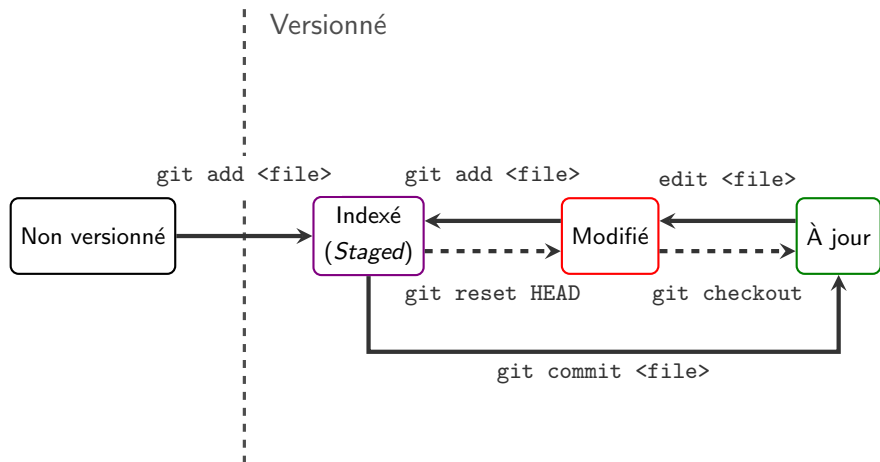 Versionné
git add <file>
git add <file>
edit <file>
Non versionné
Indexé
(Staged)
Modifié
À jour
git reset HEAD
git checkout
git commit <file>